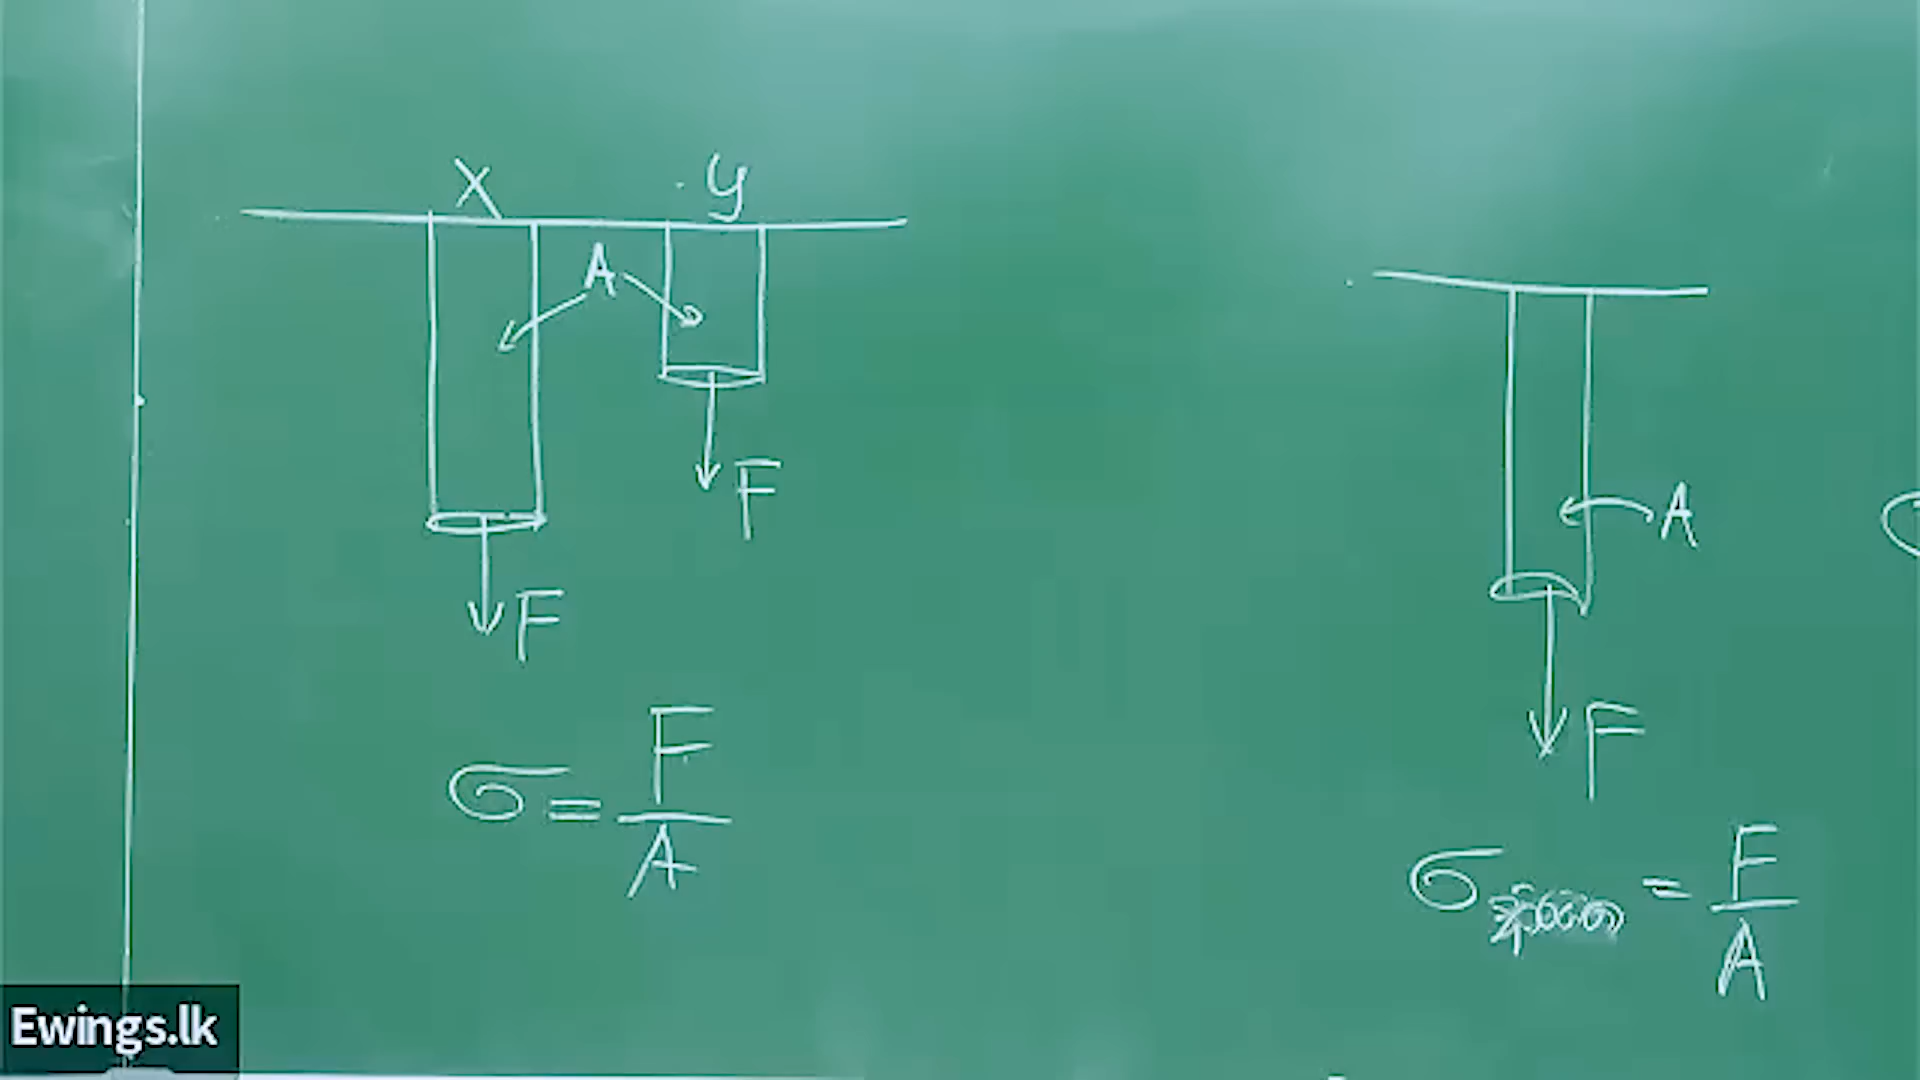 X y
A
F
F
σ = F/A
A
F
σ = F/A
Ewings.lk